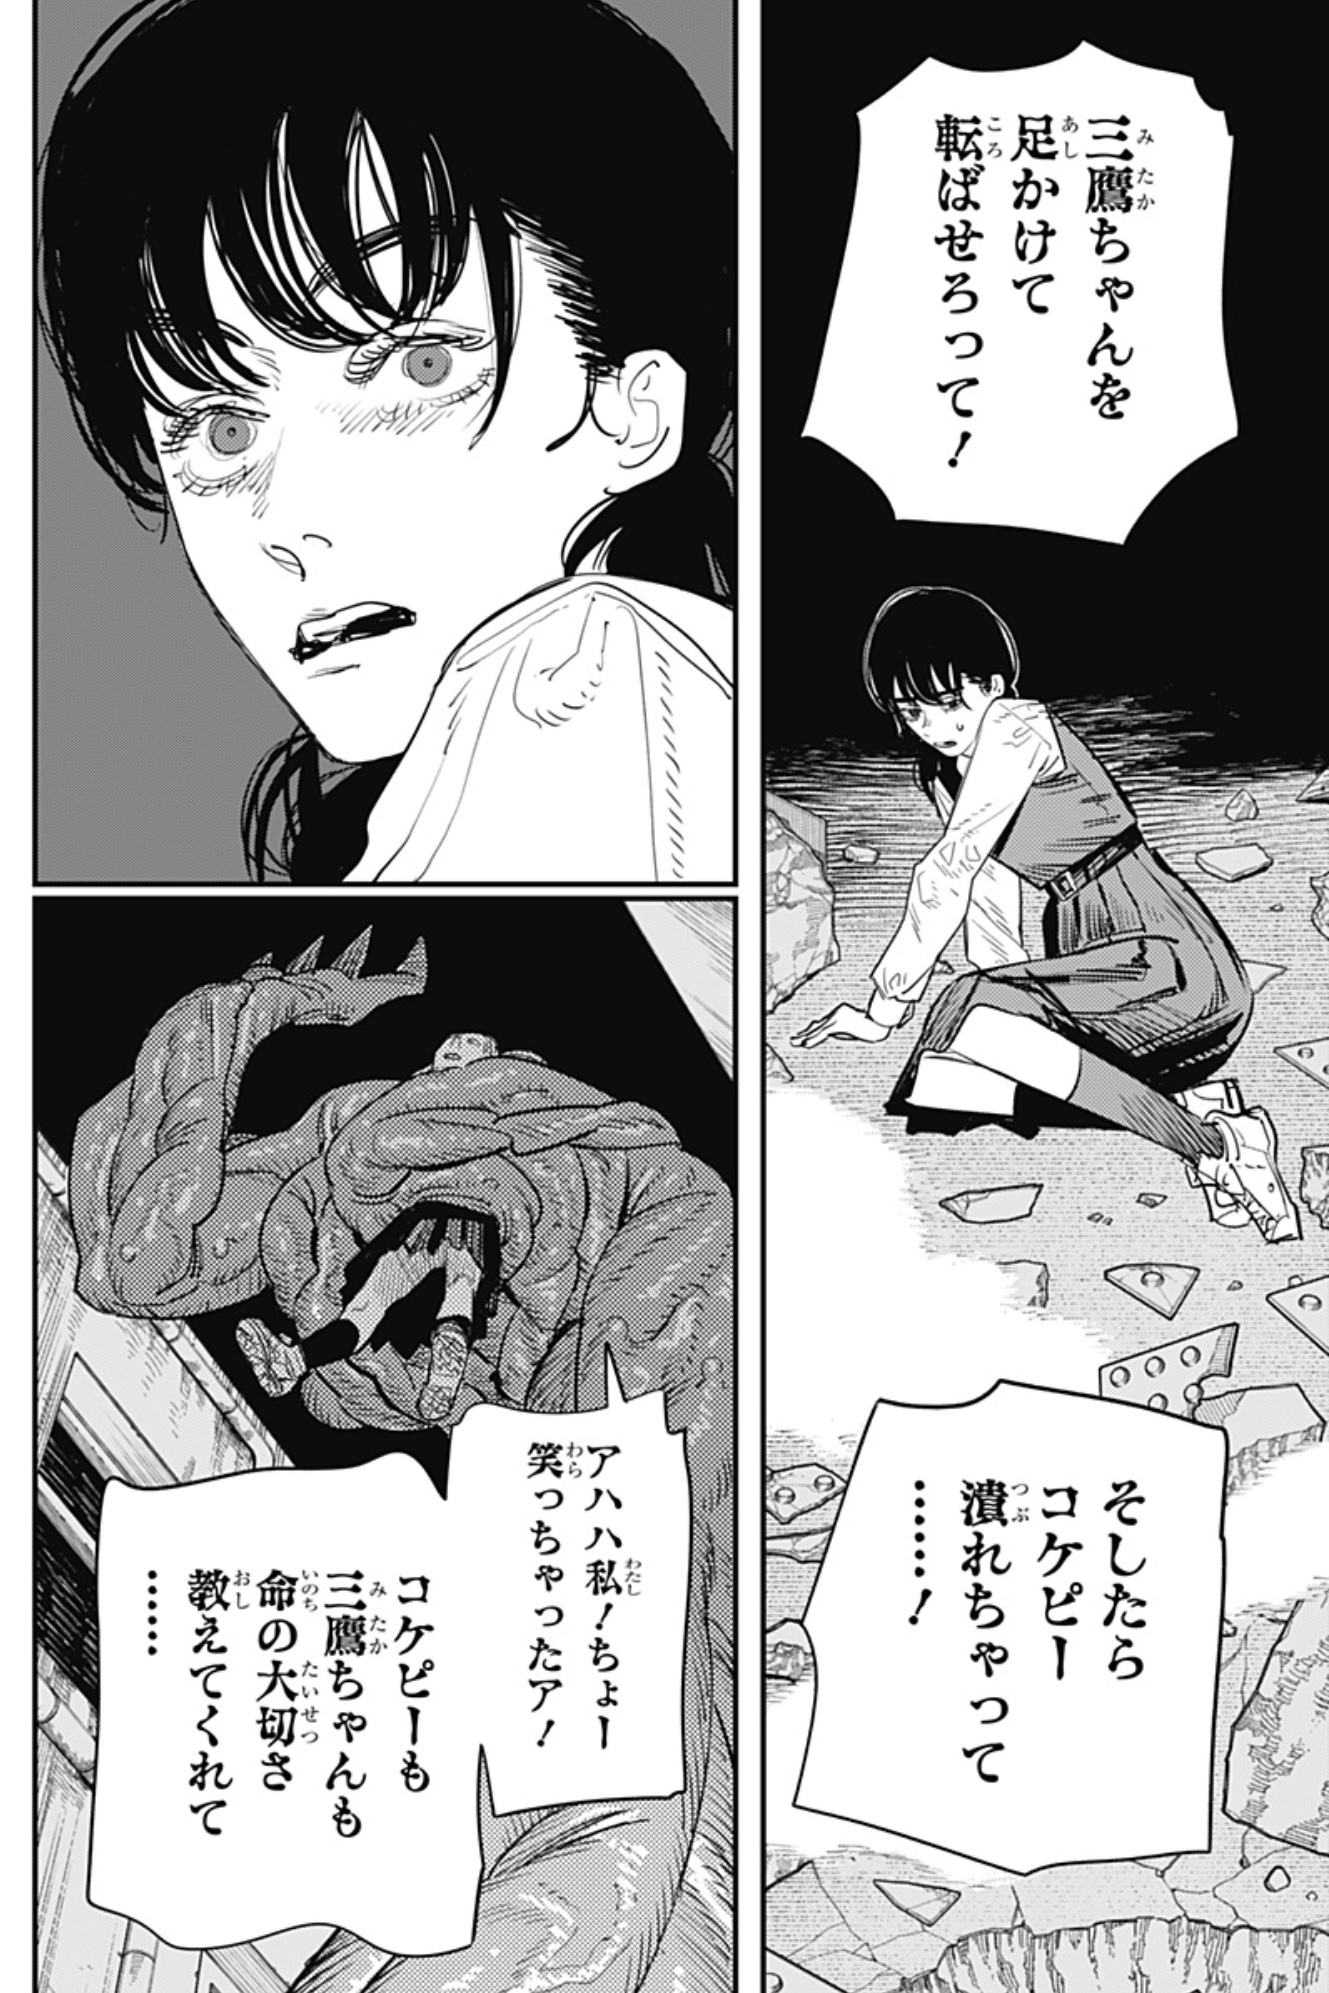 三鷹ちゃんを
足かけて
転ばせろって！
そしたら
コケピー
潰れちゃって
……！
アハハ私！ちょー
笑っちゃったア！
コケピーも
三鷹ちゃんも
命の大切さ
教えてくれて
……